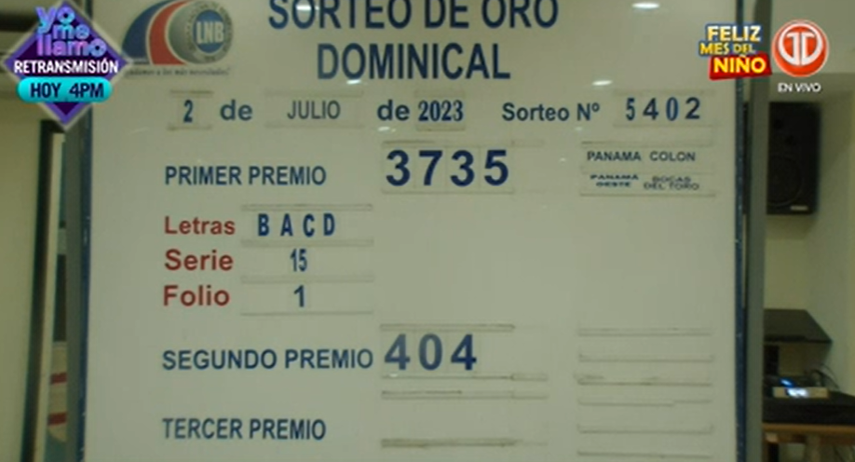 yo
me
llamo
RETRANSMISIÓN
HOY 4PM
LNB
SORTEO DE ORO
DOMINICAL
FELIZ
MES DEL
NIÑO
EN VIVO
2 de JULIO de 2023 Sorteo Nº 5402
PRIMER PREMIO 3735
PANAMA COLON
PANAMÁ OESTE BOCAS DEL TORO
Letras B A C D
Serie 15
Folio 1
SEGUNDO PREMIO 404
TERCER PREMIO